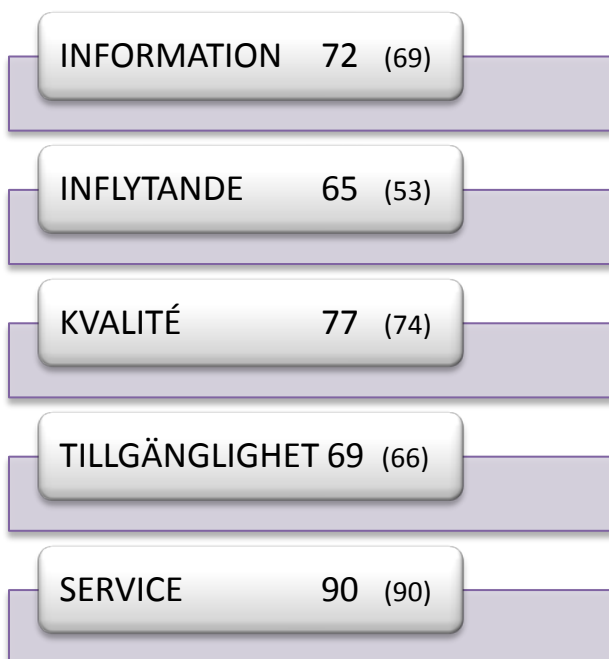 INFORMATION 72 (69)
INFLYTANDE 65 (53)
KVALITÉ 77 (74)
TILLGÄNGLIGHET 69 (66)
SERVICE 90 (90)